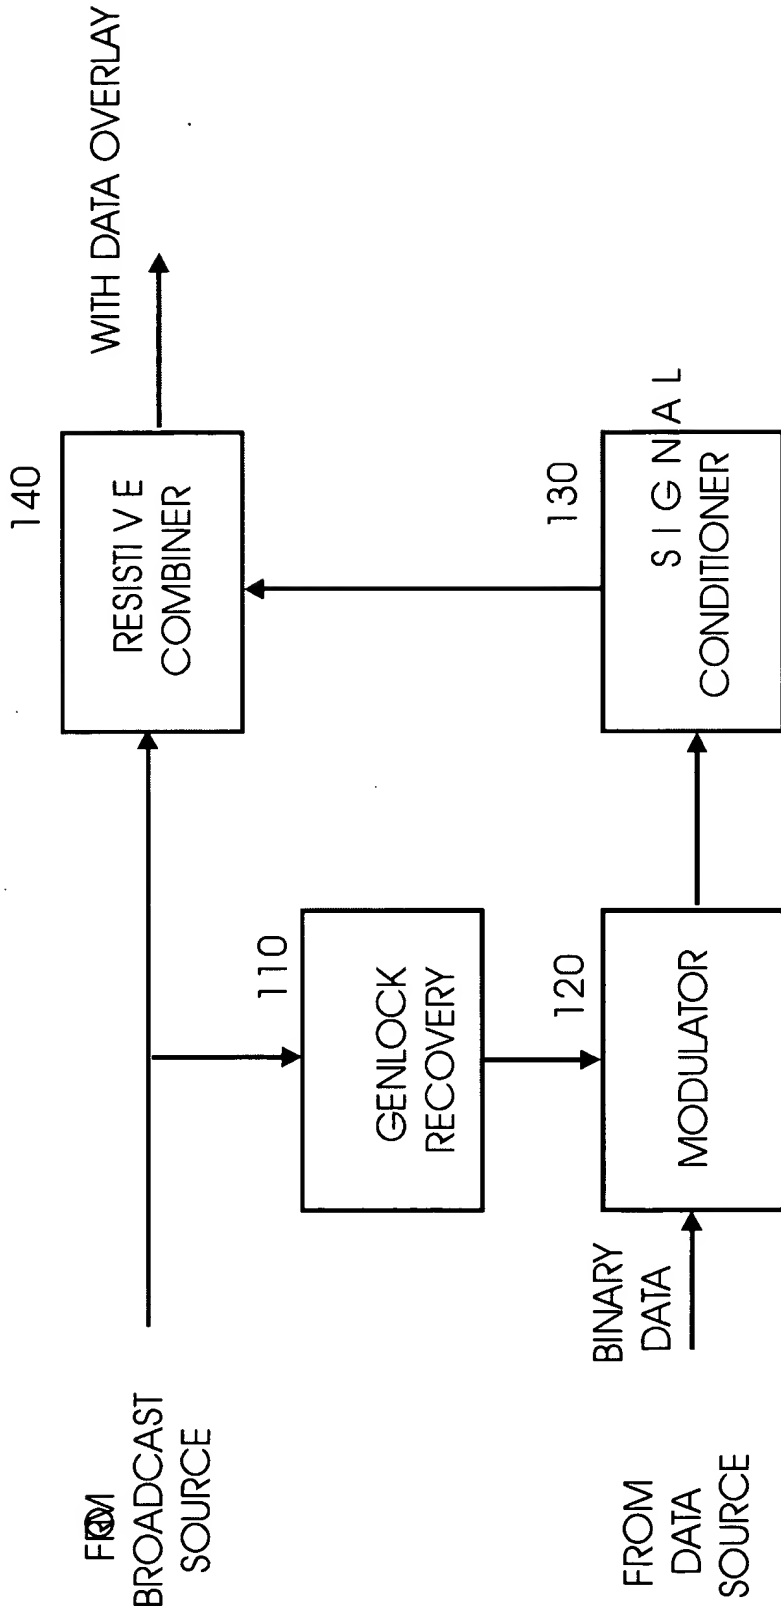 FROM
BROADCAST
SOURCE
140
RESISTI V E
COMBINER
WITH DATA OVERLAY
110
GENLOCK
RECOVERY
FROM
DATA
SOURCE
BINARY
DATA
120
MODULATOR
130
S I G N A L
CONDITIONER